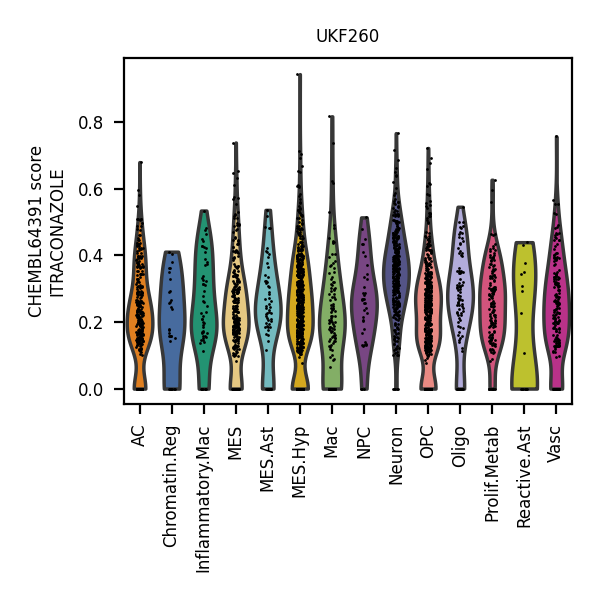 UKF260
CHEMBL64391 score
ITRACONAZOLE
0.8
0.6
0.4
0.2
0.0
AC
Chromatin.Reg
Inflammatory.Mac
MES
MES.Ast
MES.Hyp
Mac
NPC
Neuron
OPC
Oligo
Prolif.Metab
Reactive.Ast
Vasc